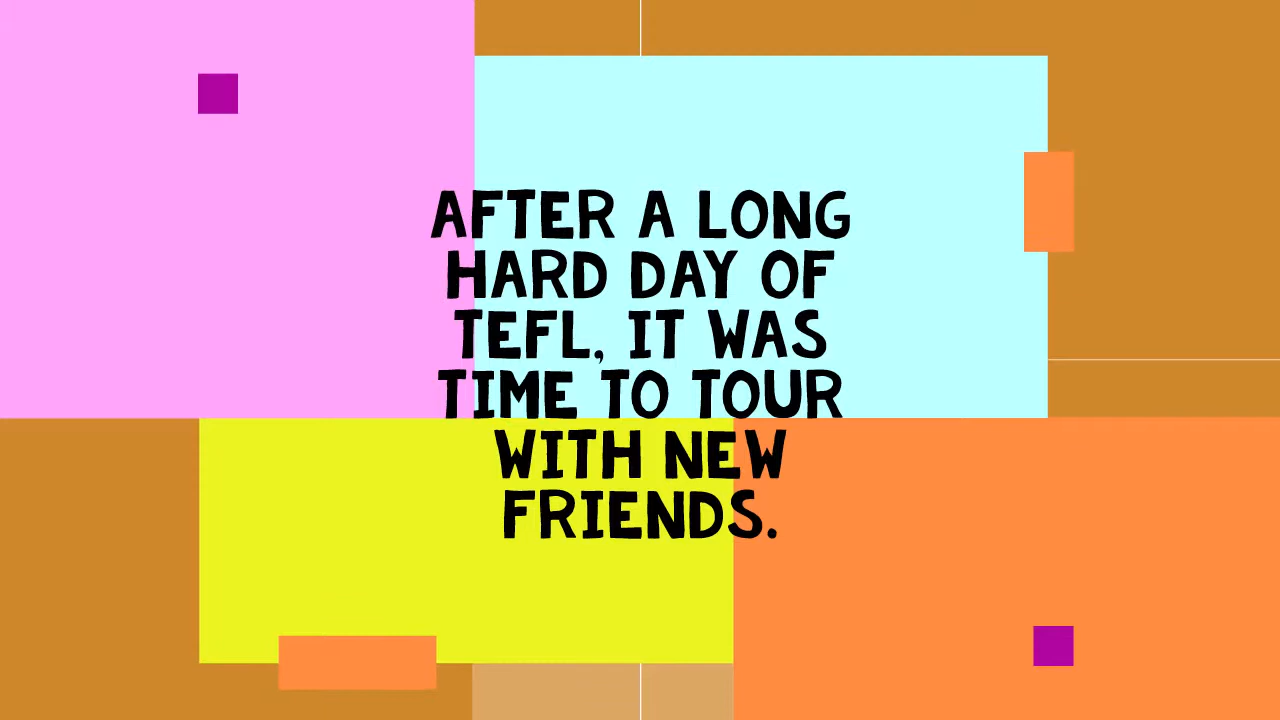 AFTER A LONG
HARD DAY OF
TEFL, IT WAS
TIME TO TOUR
WITH NEW
FRIENDS.